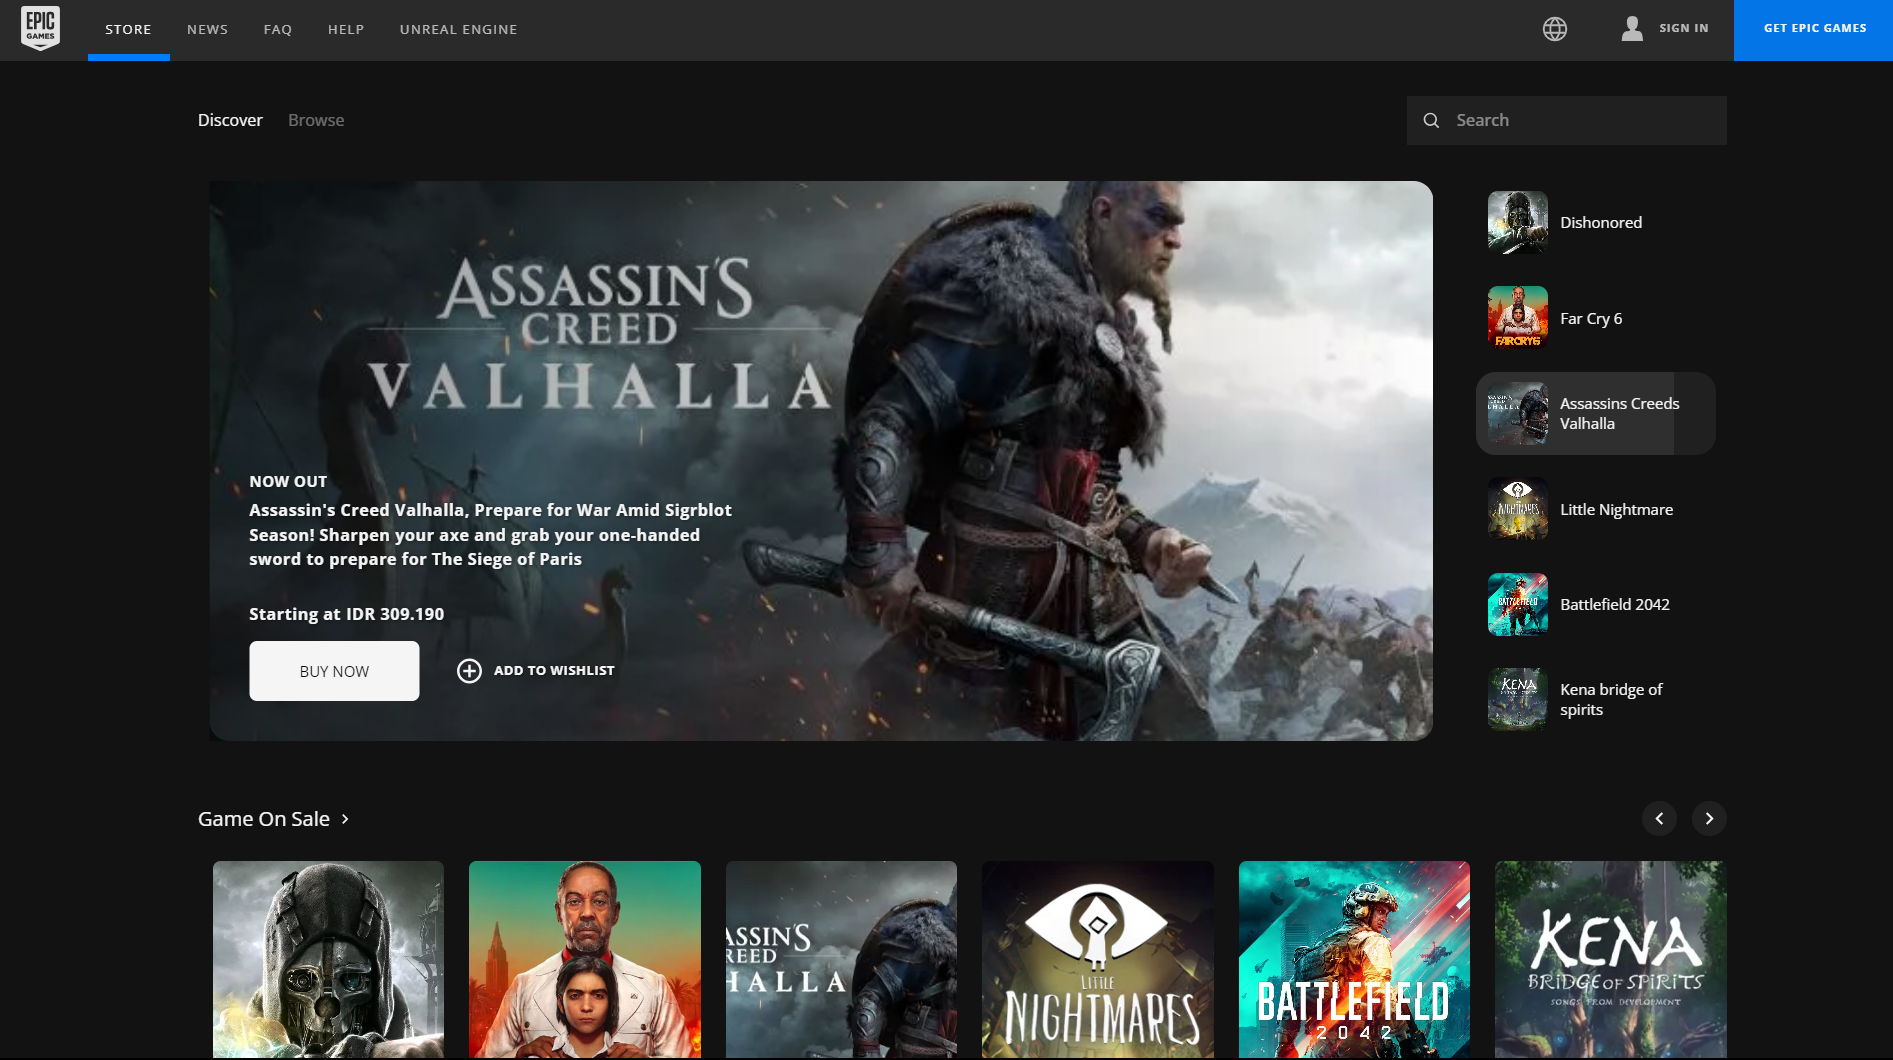 EPIC
GAMES
STORE
NEWS
FAQ
HELP
UNREAL ENGINE
SIGN IN
GET EPIC GAMES
Discover
Browse
Search
ASSASSIN'S
CREED
VALHALLA
NOW OUT
Assassin's Creed Valhalla, Prepare for War Amid Sigrblot
Season! Sharpen your axe and grab your one-handed
sword to prepare for The Siege of Paris
Starting at IDR 309.190
BUY NOW
ADD TO WISHLIST
Dishonored
FARCRY6
Far Cry 6
Assassins Creeds
Valhalla
NIGHTMARES
Little Nightmare
BATTLEFIELD
Battlefield 2042
KENA
Kena bridge of
spirits
Game On Sale
ASSIN'S
REED
HALLA
LITTLE
NIGHTMARES
BATTLEFIELD
2042
KENA
BRIDGE OF SPIRITS
SONGS FROM DEVELOPMENT